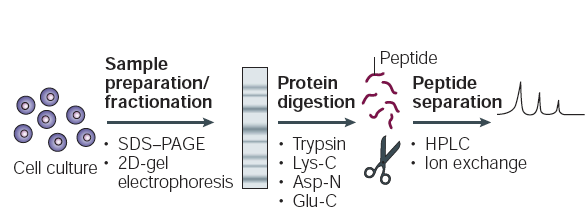 Cell culture
Sample
preparation/
fractionation
• SDS–PAGE
• 2D-gel
electrophoresis
Protein
digestion
• Trypsin
• Lys-C
• Asp-N
• Glu-C
Peptide
Peptide
separation
• HPLC
• Ion exchange